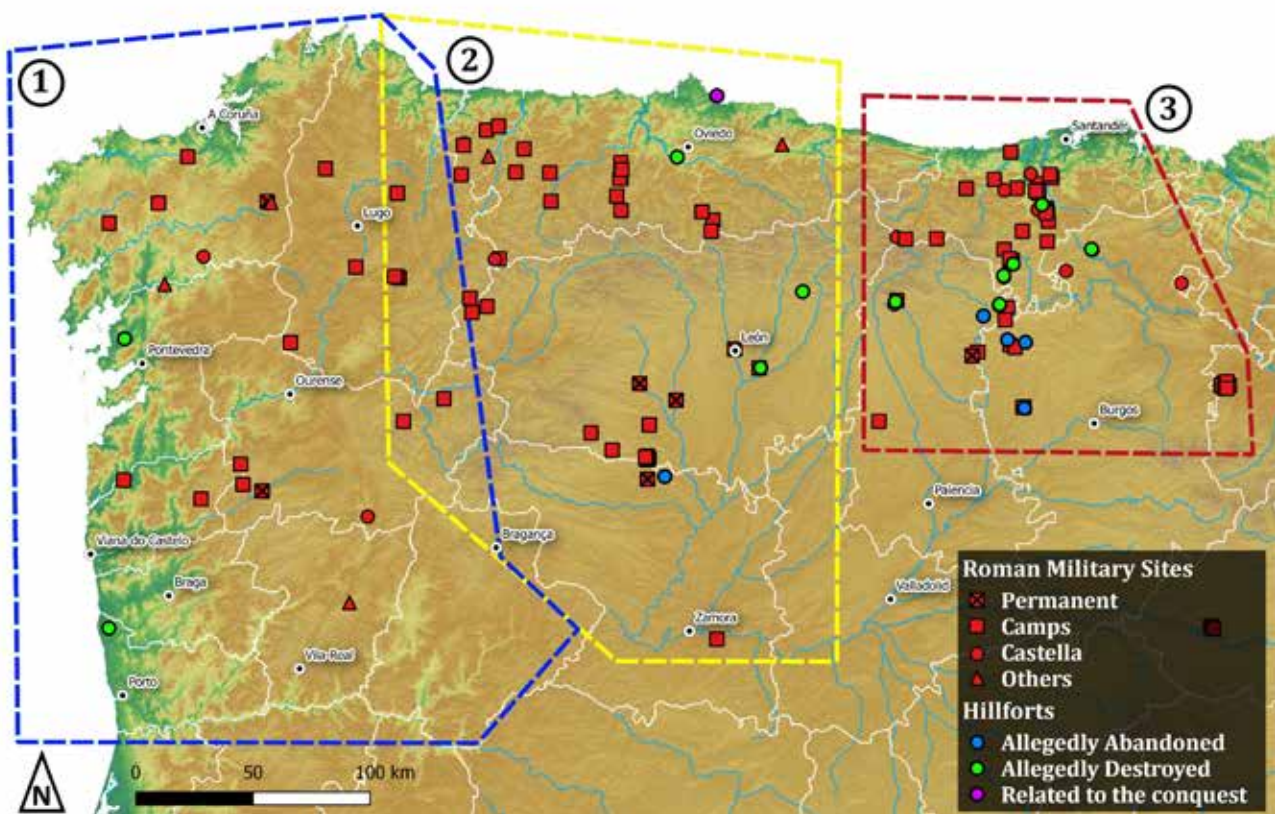 1
2
3
A Coruña
Oviedo
Santander
Lugo
León
Pontevedra
Ourense
Burgos
Palencia
Viana do Castelo
Bragança
Braga
Valladolid
Zamora
Vila-Roal
Porto
Roman Military Sites
Permanent
Camps
Castella
Others
Hillforts
Allegedly Abandoned
Allegedly Destroyed
Related to the conquest
0 50 100 km
N